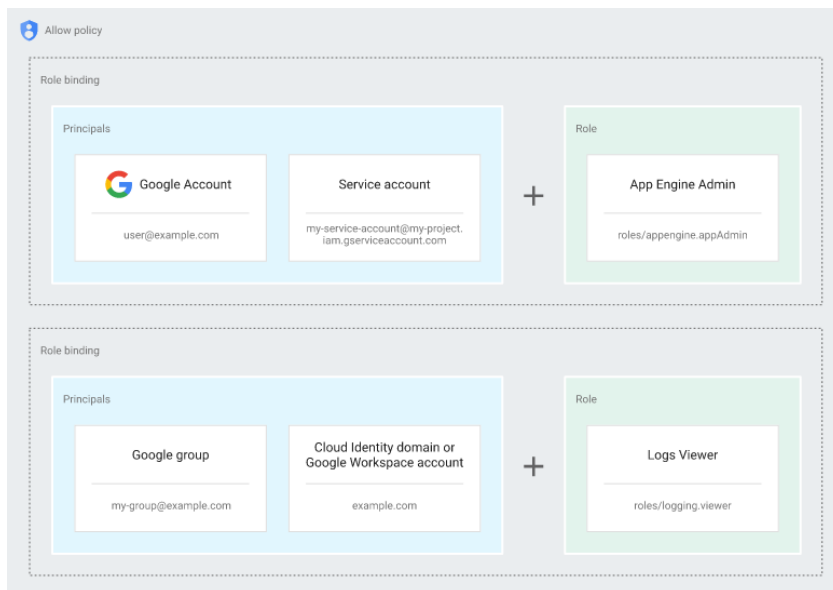 Allow policy
Role binding
Principals
Role
Google Account
Service account
App Engine Admin
user@example.com
my-service-account@my-project.
iam.gserviceaccount.com
roles/appengine.appAdmin
Role binding
Principals
Role
Google group
Cloud Identity domain or
Google Workspace account
Logs Viewer
my-group@example.com
example.com
roles/logging.viewer